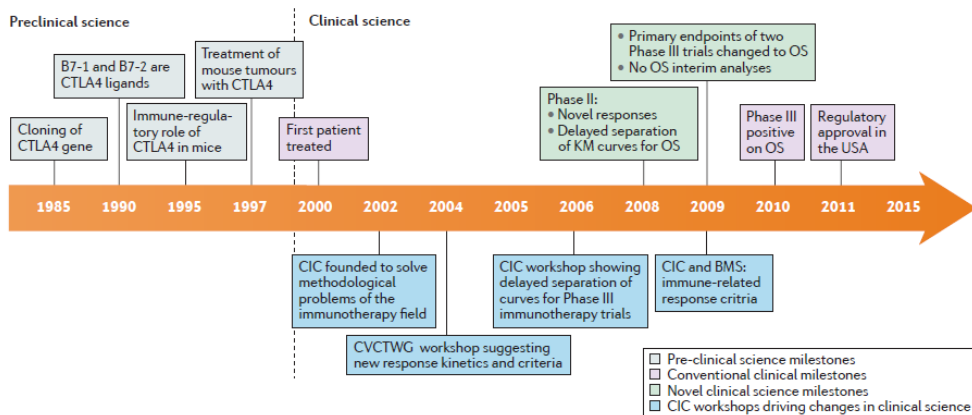 Preclinical science
Clinical science
B7-1 and B7-2 are
CTLA4 ligands
Treatment of
mouse tumours
with CTLA4
• Primary endpoints of two
Phase III trials changed to OS
• No OS interim analyses
Cloning of
CTLA4 gene
Immune-regula-
tory role of
CTLA4 in mice
First patient
treated
Phase II:
• Novel responses
• Delayed separation
of KM curves for OS
Phase III
positive
on OS
Regulatory
approval in
the USA
1985 1990 1995 1997 2000 2002 2004 2005 2006 2008 2009 2010 2011 2015
CIC founded to solve
methodological
problems of the
immunotherapy field
CIC workshop showing
delayed separation of
curves for Phase III
immunotherapy trials
CIC and BMS:
immune-related
response critria
CVCTWG workshop suggesting
new response kinetics and criteria
Pre-clinical science milestones
Conventional clinical milestones
Novel clinical science milestones
CIC workshops driving changes in clinical science